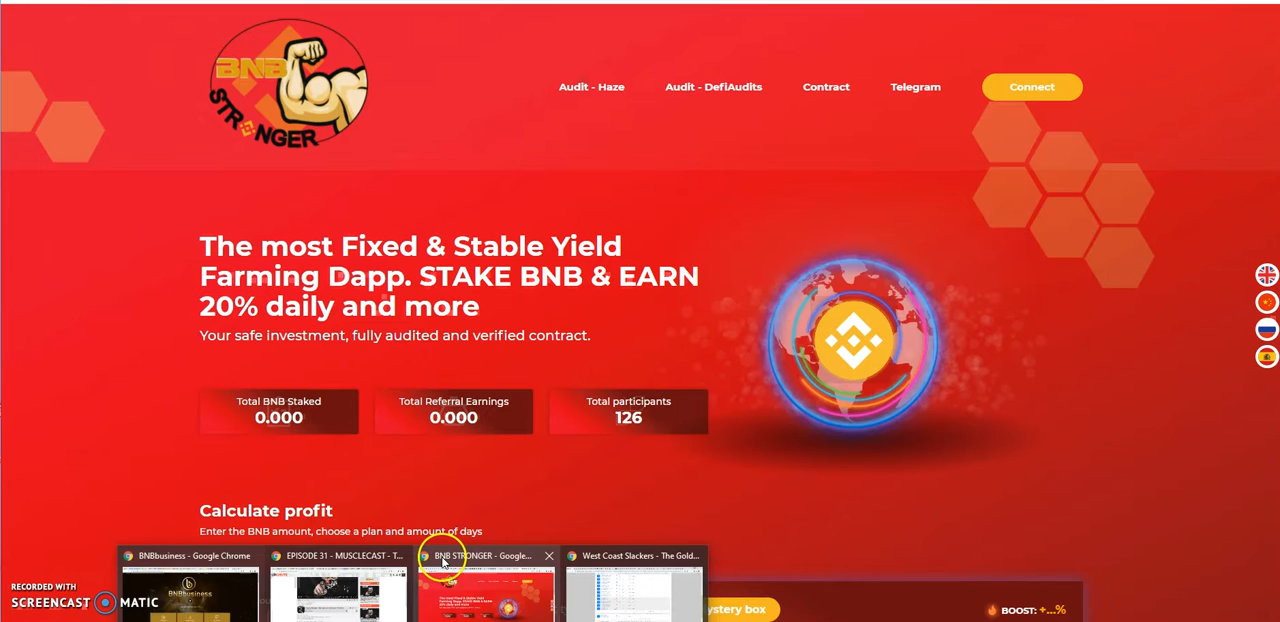 BNB
STRONGER
Audit - Haze
Audit - DefiAudits
Contract
Telegram
Connect
The most Fixed & Stable Yield
Farming Dapp. STAKE BNB & EARN
20% daily and more
Your safe investment, fully audited and verified contract.
Total BNB Staked
0.000
Total Referral Earnings
0.000
Total participants
126
Calculate profit
Enter the BNB amount, choose a plan and amount of days
BNBbusiness - Google Chrome
EPISODE 31 - MUSCLECAST - T...
BNB STRONGER - Google...
West Coast Slackers - The Gold...
BNBbusiness
RECORDED WITH
SCREENCAST MATIC
ystery box
BOOST: +...%